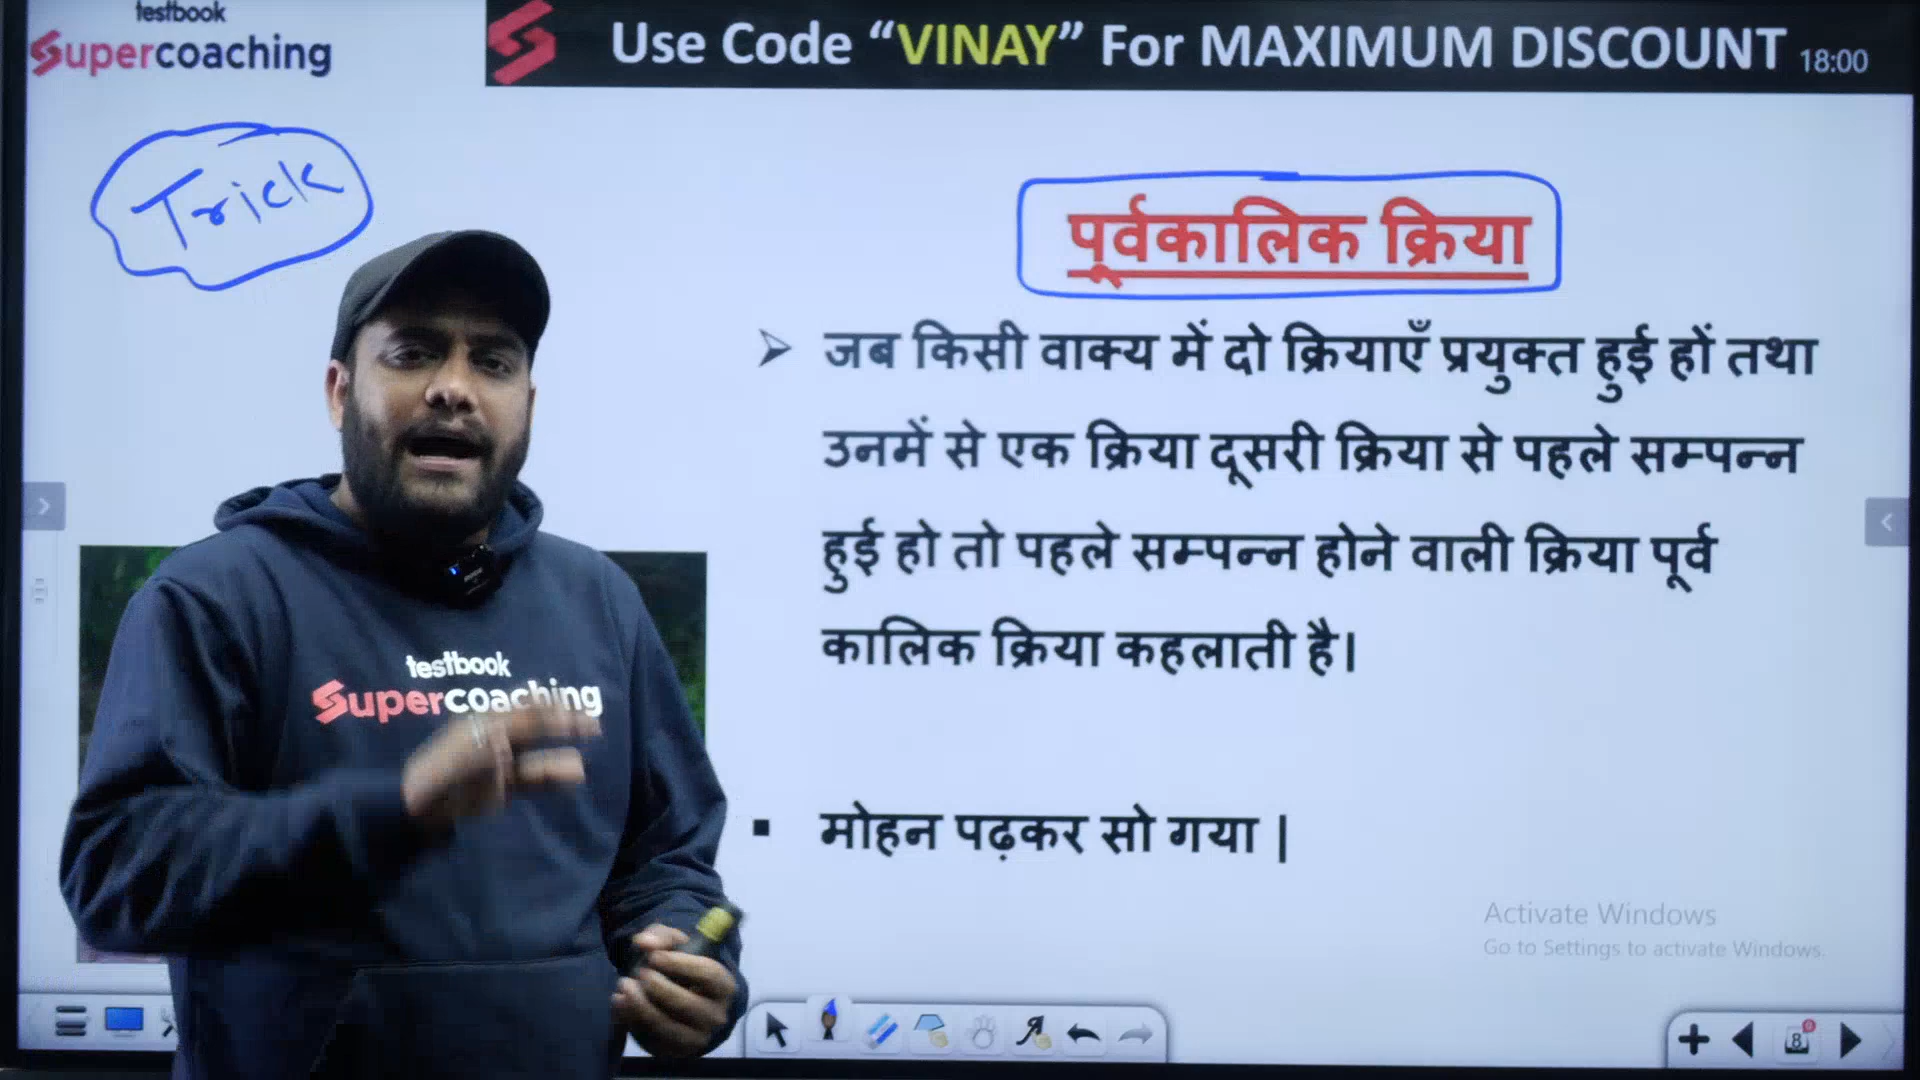 testbook
Supercoaching
Use Code “VINAY” For MAXIMUM DISCOUNT 18:00
Trick
पूर्वकालिक क्रिया
जब किसी वाक्य में दो क्रियाएँ प्रयुक्त हुई हों तथा
उनमें से एक क्रिया दूसरी क्रिया से पहले सम्पन्न
हुई हो तो पहले सम्पन्न होने वाली क्रिया पूर्व
कालिक क्रिया कहलाती है।
मोहन पढ़कर सो गया |
testbook
Supercoaching
Activate Windows
Go to Settings to activate Windows.
8